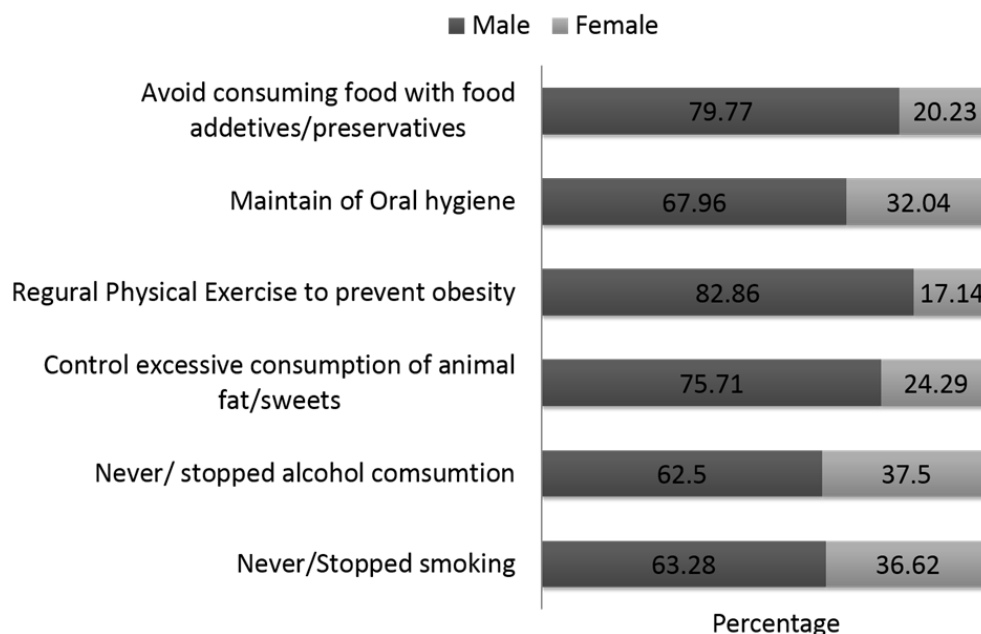 Male Female
Avoid consuming food with food
addetives/preservatives
79.77 20.23
Maintain of Oral hygiene
67.96 32.04
Regural Physical Exercise to prevent obesity
82.86 17.14
Control excessive consumption of animal
fat/sweets
75.71 24.29
Never/ stopped alcohol comsumtion
62.5 37.5
Never/Stopped smoking
63.28 36.62
Percentage